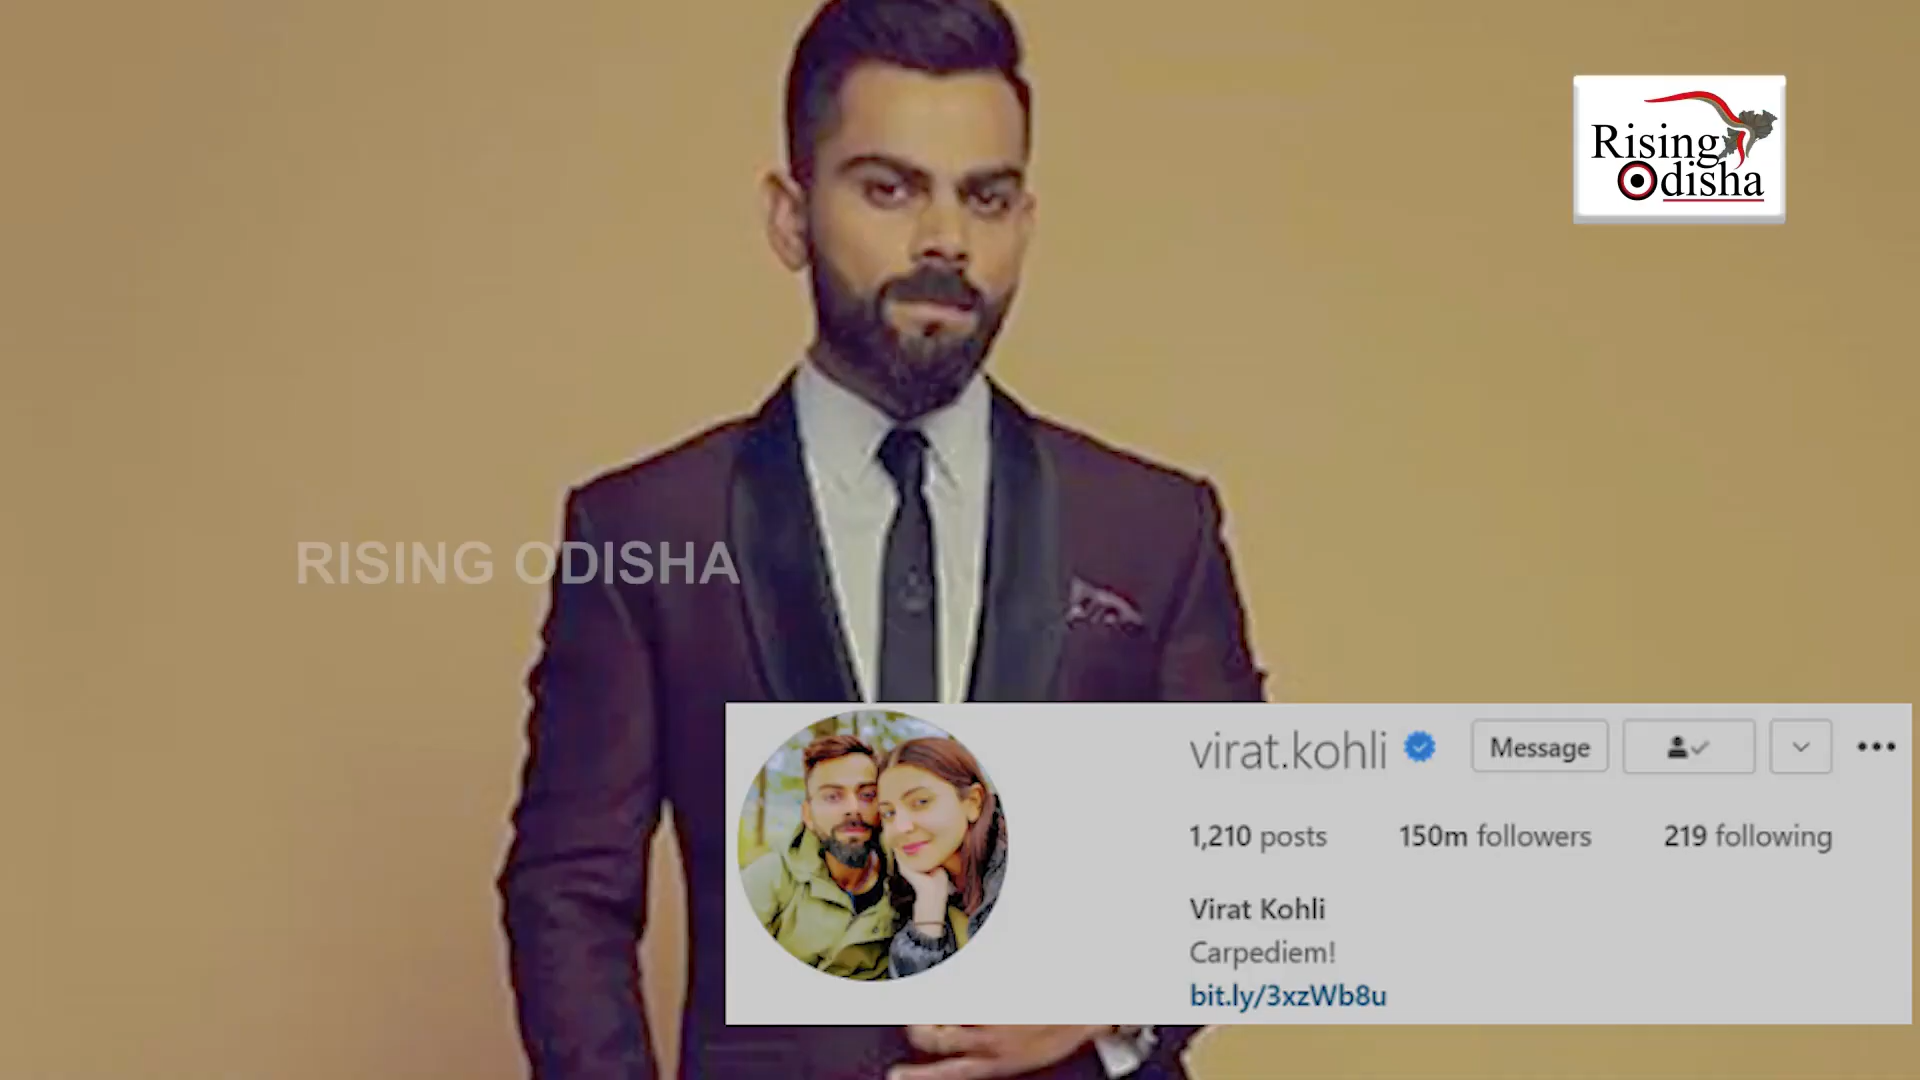 Rising
Odisha
RISING ODISHA
virat.kohli
Message
1,210 posts
150m followers
219 following
Virat Kohli
Carpediem!
bit.ly/3xzWb8u